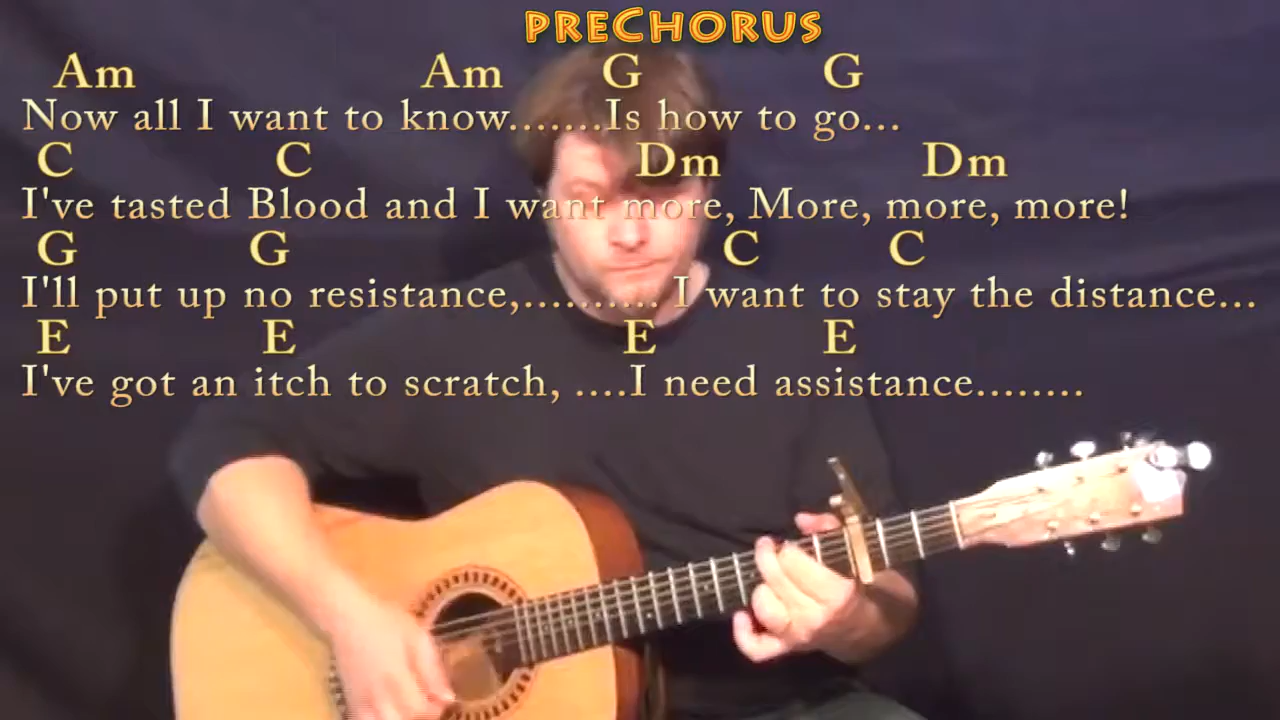 PRECHORUS
Am Am G G
Now all I want to know.......Is how to go...
C C Dm Dm
I've tasted Blood and I want more, More, more, more!
G G C C
I'll put up no resistance,.......... I want to stay the distance...
E E E E
I've got an itch to scratch, ....I need assistance........